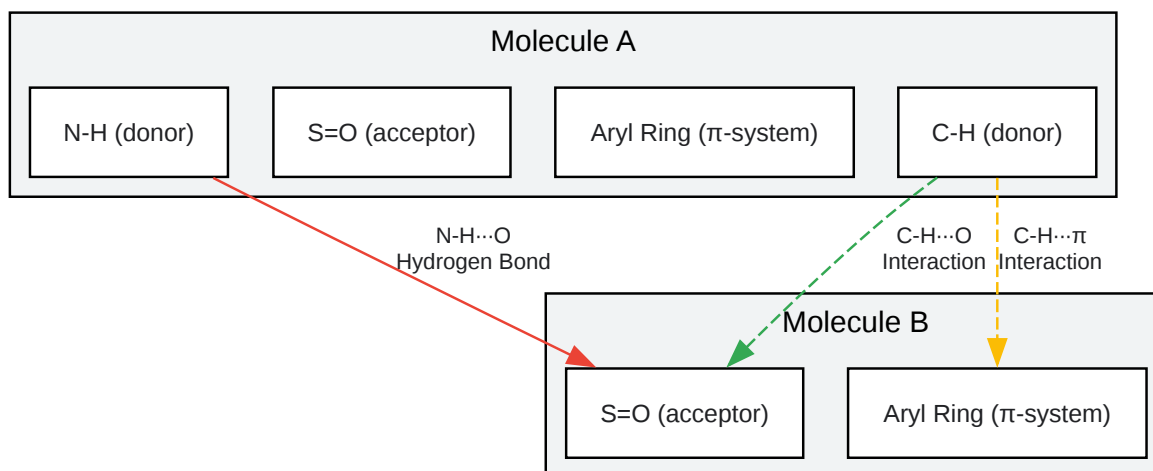 Molecule A
N-H (donor)
S=O (acceptor)
Aryl Ring (π-system)
C-H (donor)
N-H···O
Hydrogen Bond
C-H···O
Interaction
C-H···π
Interaction
Molecule B
S=O (acceptor)
Aryl Ring (π-system)